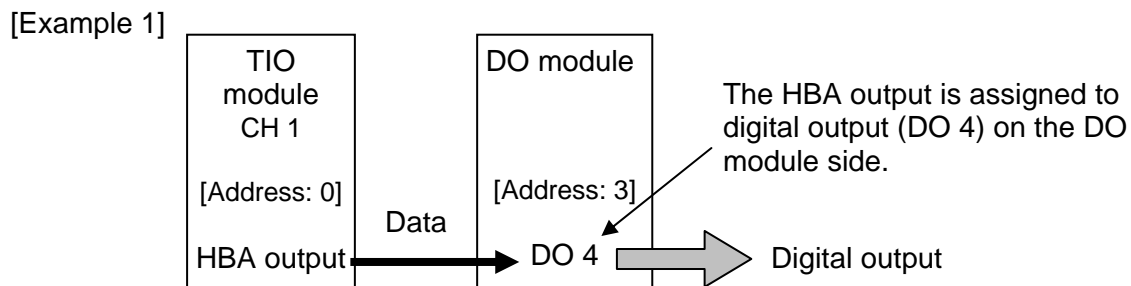 [Example 1]
TIO
module
CH 1
[Address: 0]
HBA output
Data
DO module
[Address: 3]
DO 4
The HBA output is assigned to
digital output (DO 4) on the DO
module side.
Digital output